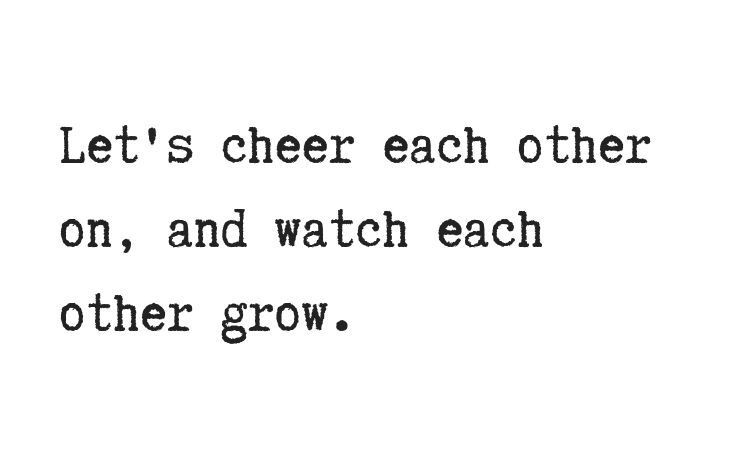 Let's cheer each other
on, and watch each
other grow.